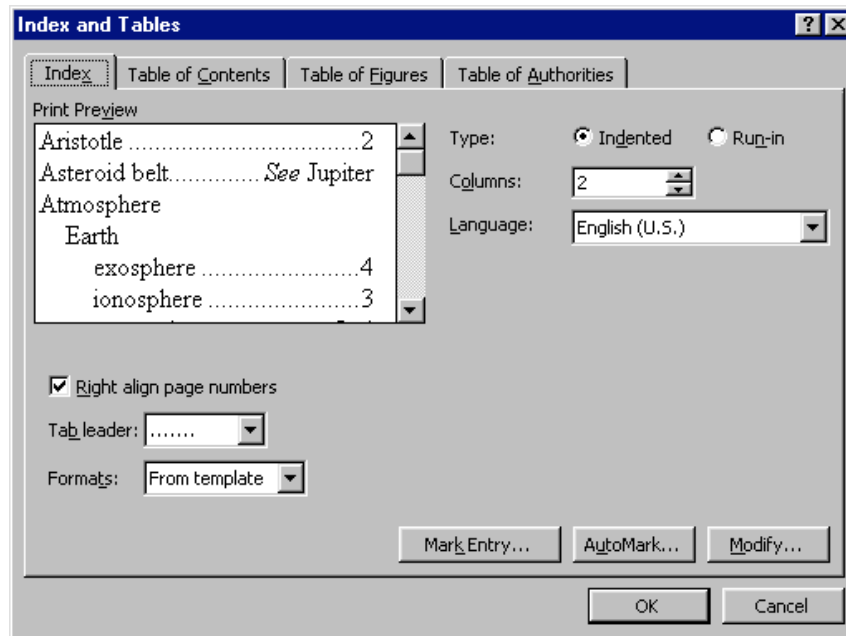 Index and Tables
Index Table of Contents Table of Figures Table of Authorities
Print Preview
Aristotle ....................................2
Asteroid belt.............. See Jupiter
Atmosphere
Earth
exosphere .........................4
ionosphere ........................3
Type: Indented Run-in
Columns: 2
Language: English (U.S.)
Right align page numbers
Tab leader: .......
Formats: From template
Mark Entry... AutoMark... Modify...
OK Cancel